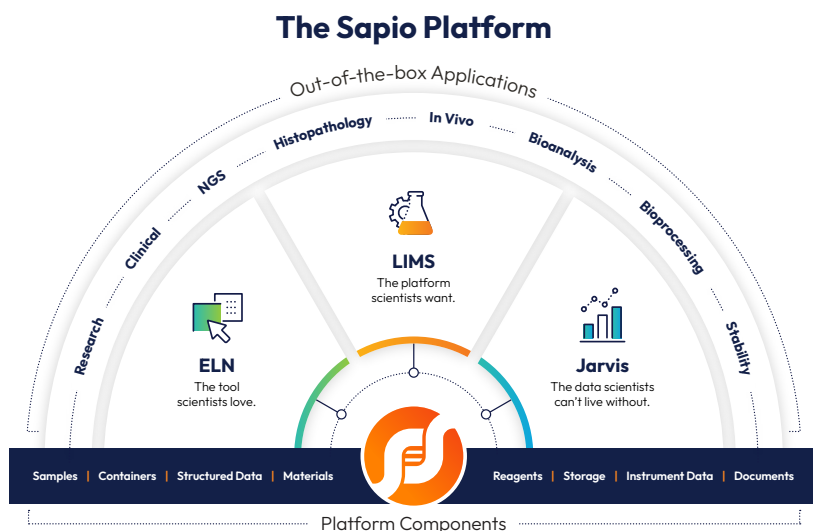 The Sapio Platform
Out-of-the-box Applications
Research
Clinical
NGS
Histopathology
In Vivo
Bioanalysis
Bioprocessing
Stability
LIMS
The platform
scientists want.
ELN
The tool
scientists love.
Jarvis
The data scientists
can't live without.
Samples | Containers | Structured Data | Materials
Reagents | Storage | Instrument Data | Documents
Platform Components